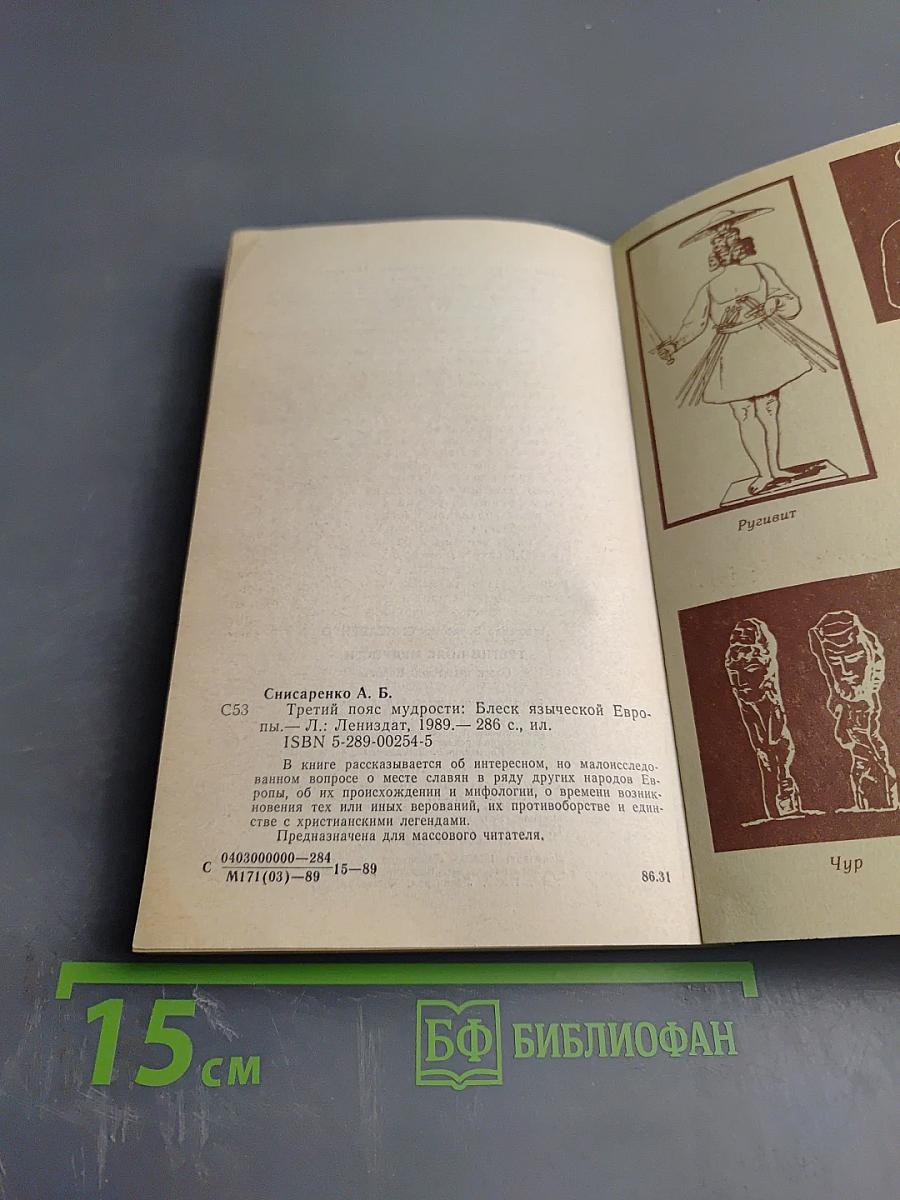 Снисаренко А. Б.
С53 Третий пояс мудрости: Блеск языческой Евро-
пы.— Л.: Лениздат, 1989.— 286 с., ил.
ISBN 5-289-00254-5
В книге рассказывается об интересном, но малоисследо-
ванном вопросе о месте славян в ряду других народов Ев-
ропы, об их происхождении и мифологии, о времени возник-
новения тех или иных верований, их противоборстве и един-
стве с христианскими легендами.
Предназначена для массового читателя.
С 0403000000—284
М171(03)—89 15—89
86.31
Ругивит
Чур
15 см
БФ БИБЛИОФАН